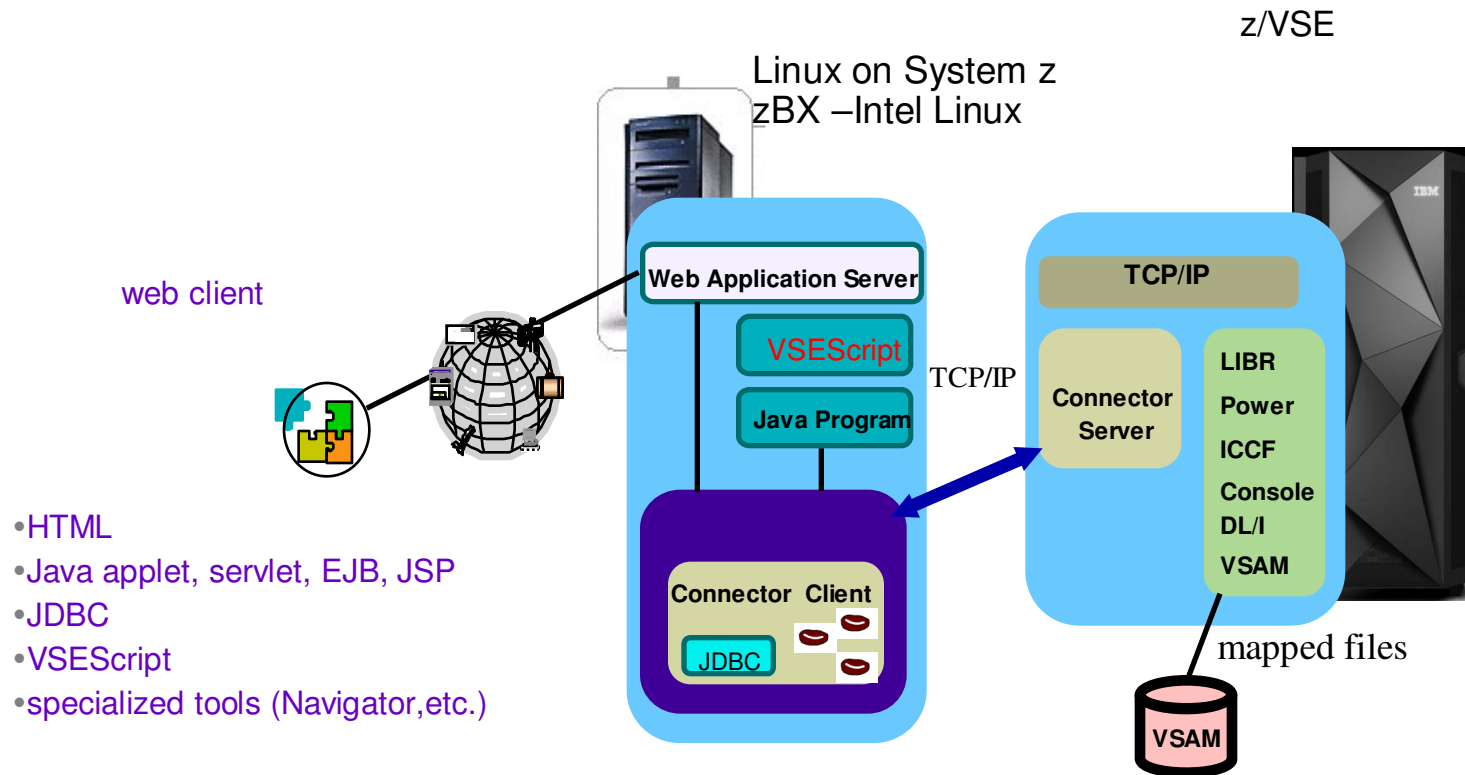 z/VSE
Linux on System z
zBX –Intel Linux
IBM
web client
Web Application Server
VSEScript
Java Program
TCP/IP
TCP/IP
Connector
Server
LIBR
Power
ICCF
Console
DL/I
VSAM
Connector Client
JDBC
•HTML
•Java applet, servlet, EJB, JSP
•JDBC
•VSEScript
•specialized tools (Navigator,etc.)
mapped files
VSAM